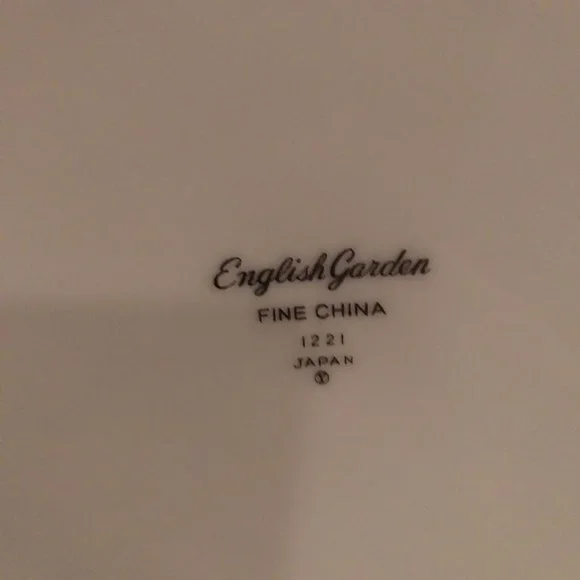 English Garden
FINE CHINA
1221
JAPAN
Ⓨ